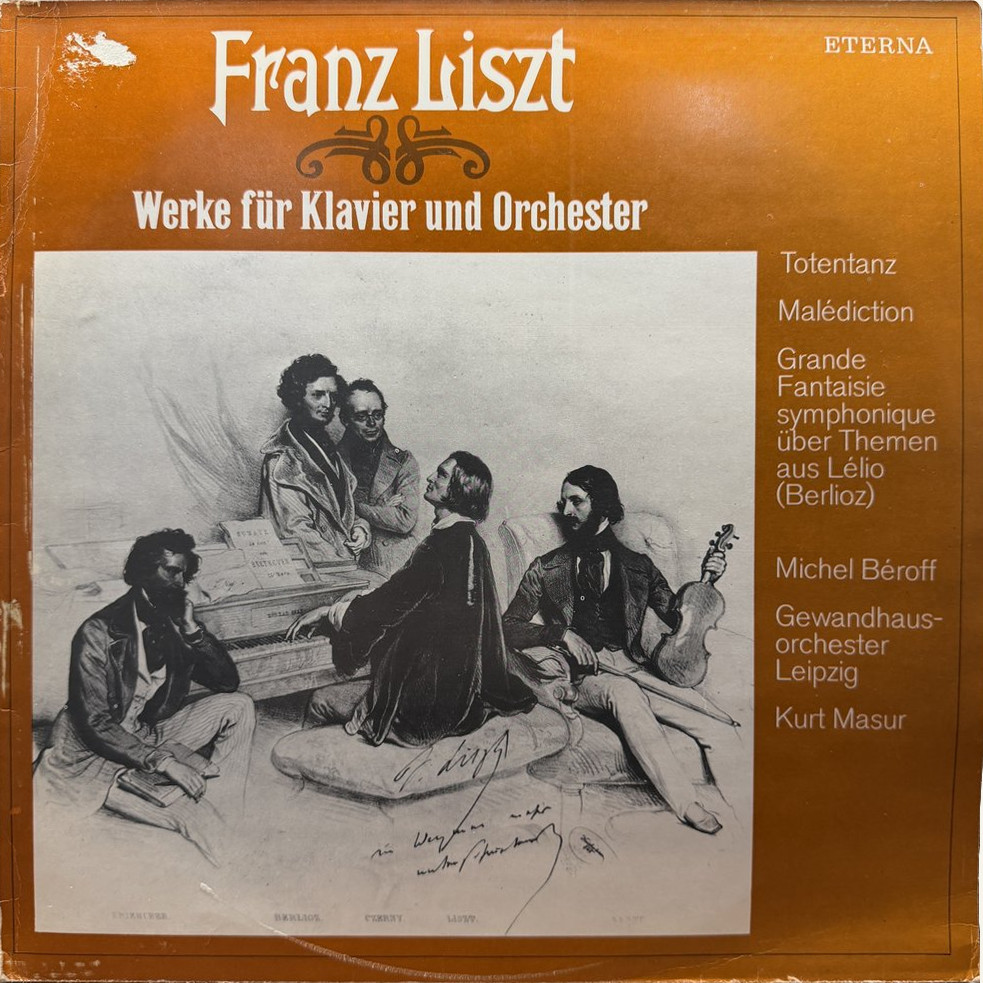 Franz Liszt
ETERNA
Werke für Klavier und Orchester
Totentanz
Malédiction
Grande
Fantaisie
symphonique
über Themen
aus Lélio
(Berlioz)
Michel Béroff
Gewandhaus-
orchester
Leipzig
Kurt Masur
F. Liszt
BERLIOZ. CZERNY. LISZT.